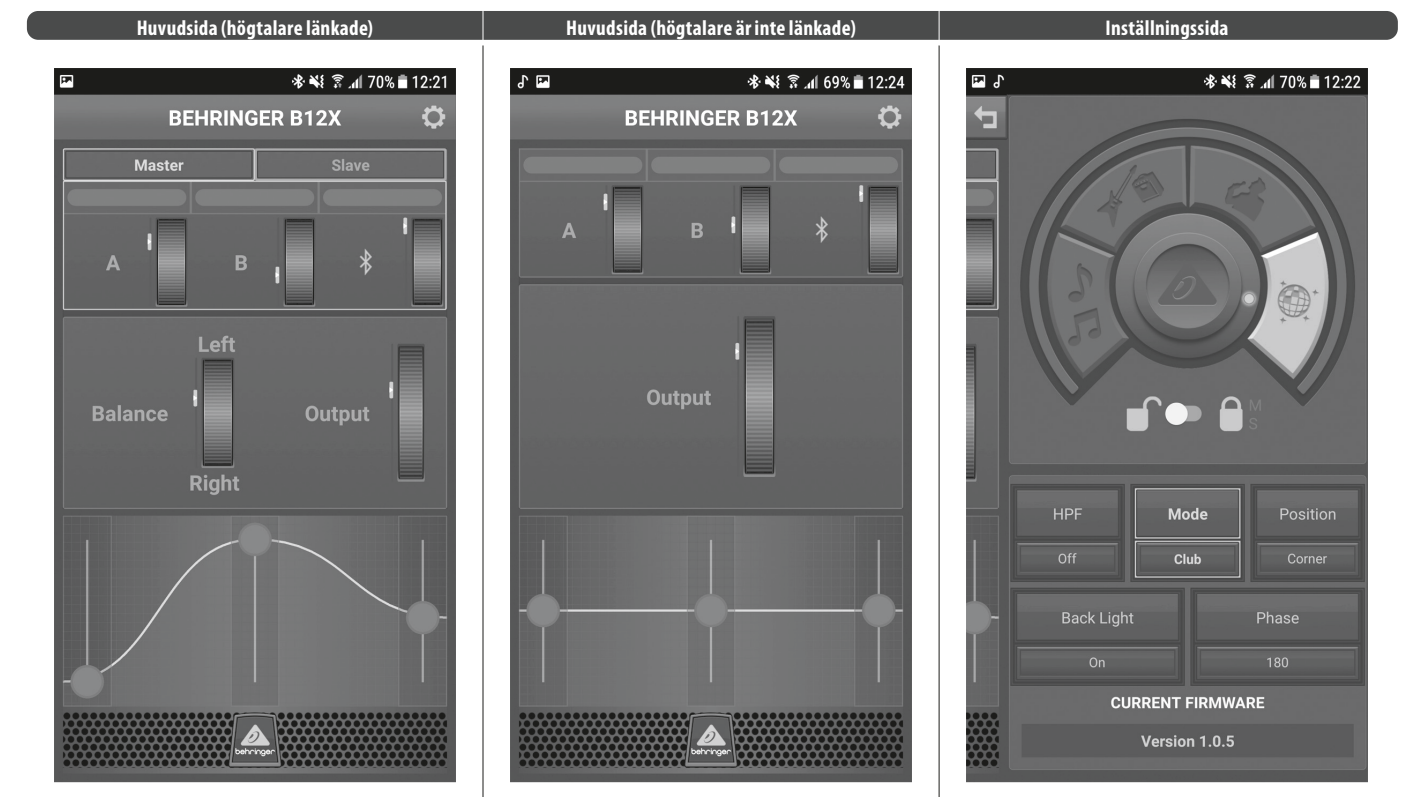 Huvudsida (högtalare länkade)
12:21
70%
BEHRINGER B12X
Master
Slave
A
B
Left
Balance
Output
Right
behringer
Huvudsida (högtalare är inte länkade)
69%
12:24
BEHRINGER B12X
A
B
Output
behringer
Inställningssida
70%
12:22
M
S
HPF
Mode
Position
Off
Club
Corner
Back Light
Phase
On
180
CURRENT FIRMWARE
Version 1.0.5